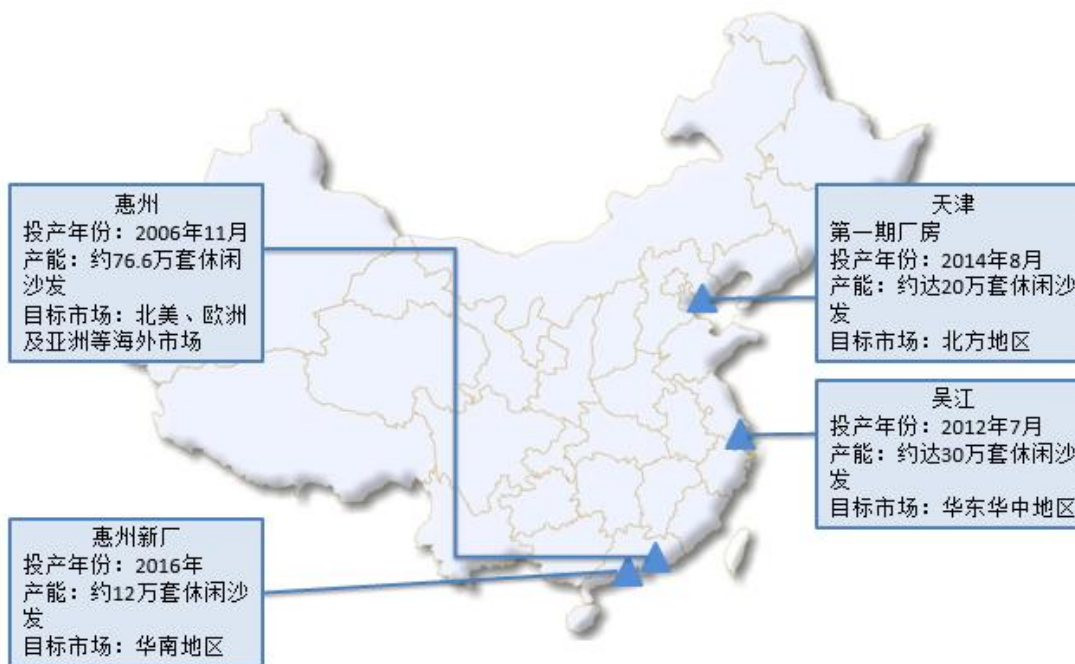 惠州
投产年份：2006年11月
产能：约76.6万套休闲
沙发
目标市场：北美、欧洲
及亚洲等海外市场
天津
第一期厂房
投产年份：2014年8月
产能：约达20万套休闲沙
发
目标市场：北方地区
吴江
投产年份：2012年7月
产能：约达30万套休闲沙
发
目标市场：华东华中地区
惠州新厂
投产年份：2016年
产能：约12万套休闲沙
发
目标市场：华南地区